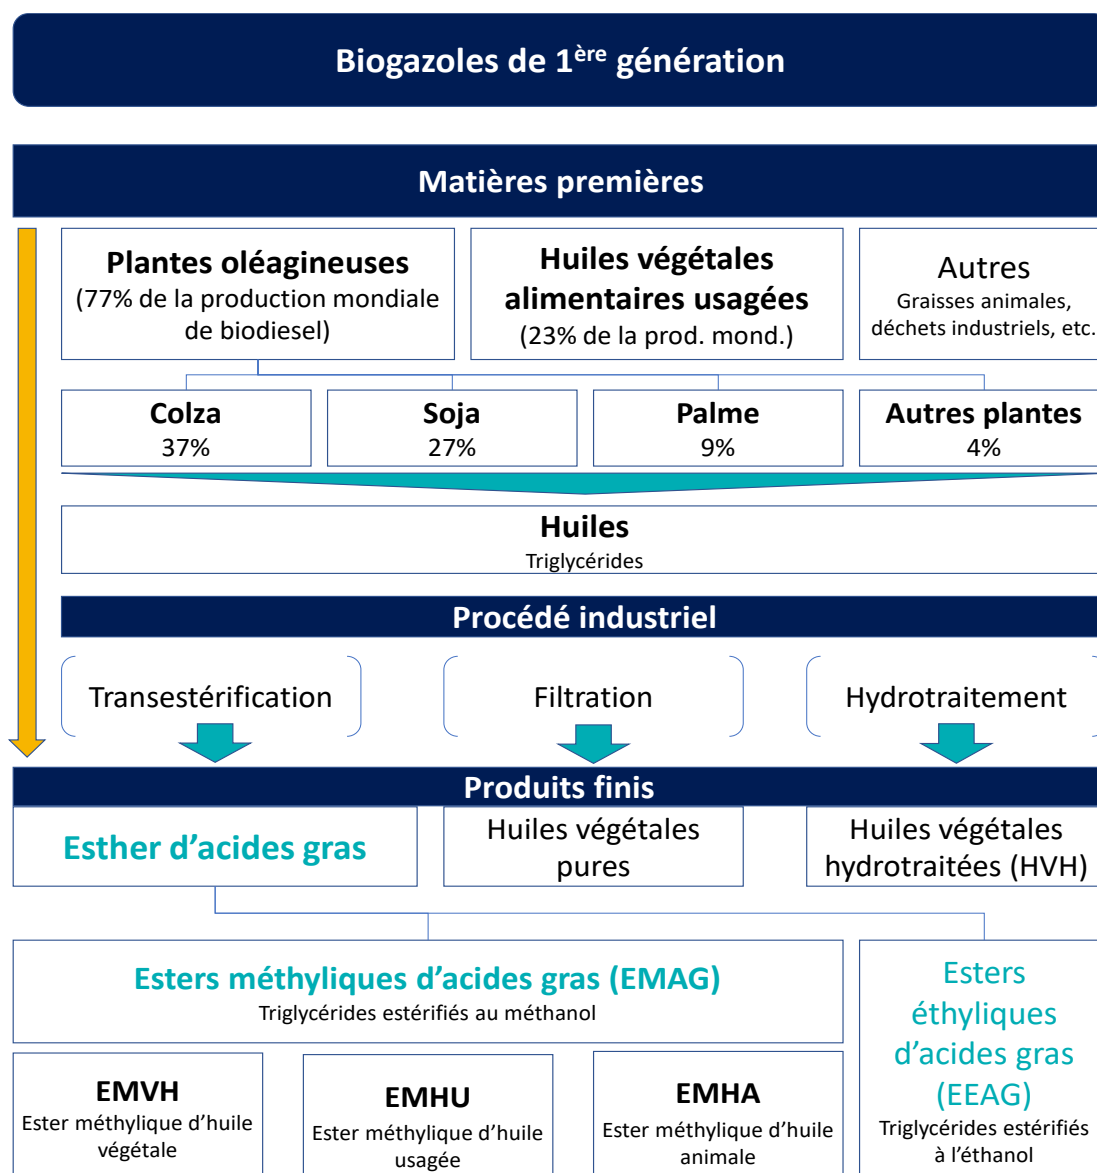 Biogazoles de 1ère génération
Matières premières
Plantes oléagineuses
(77% de la production mondiale
de biodiesel)
Huiles végétales
alimentaires usagées
(23% de la prod. mond.)
Autres
Graisses animales,
déchets industriels, etc.
Colza
37%
Soja
27%
Palme
9%
Autres plantes
4%
Huiles
Triglycérides
Procédé industriel
Transestérification
Filtration
Hydrotraitement
Produits finis
Esther d’acides gras
Huiles végétales
pures
Huiles végétales
hydrotraitées (HVH)
Esters méthyliques d’acides gras (EMAG)
Triglycérides estérifiés au méthanol
Esters
éthyliques
d’acides gras
(EEAG)
Triglycérides estérifiés
à l’éthanol
EMVH
Ester méthylique d’huile
végétale
EMHU
Ester méthylique d’huile
usagée
EMHA
Ester méthylique d’huile
animale